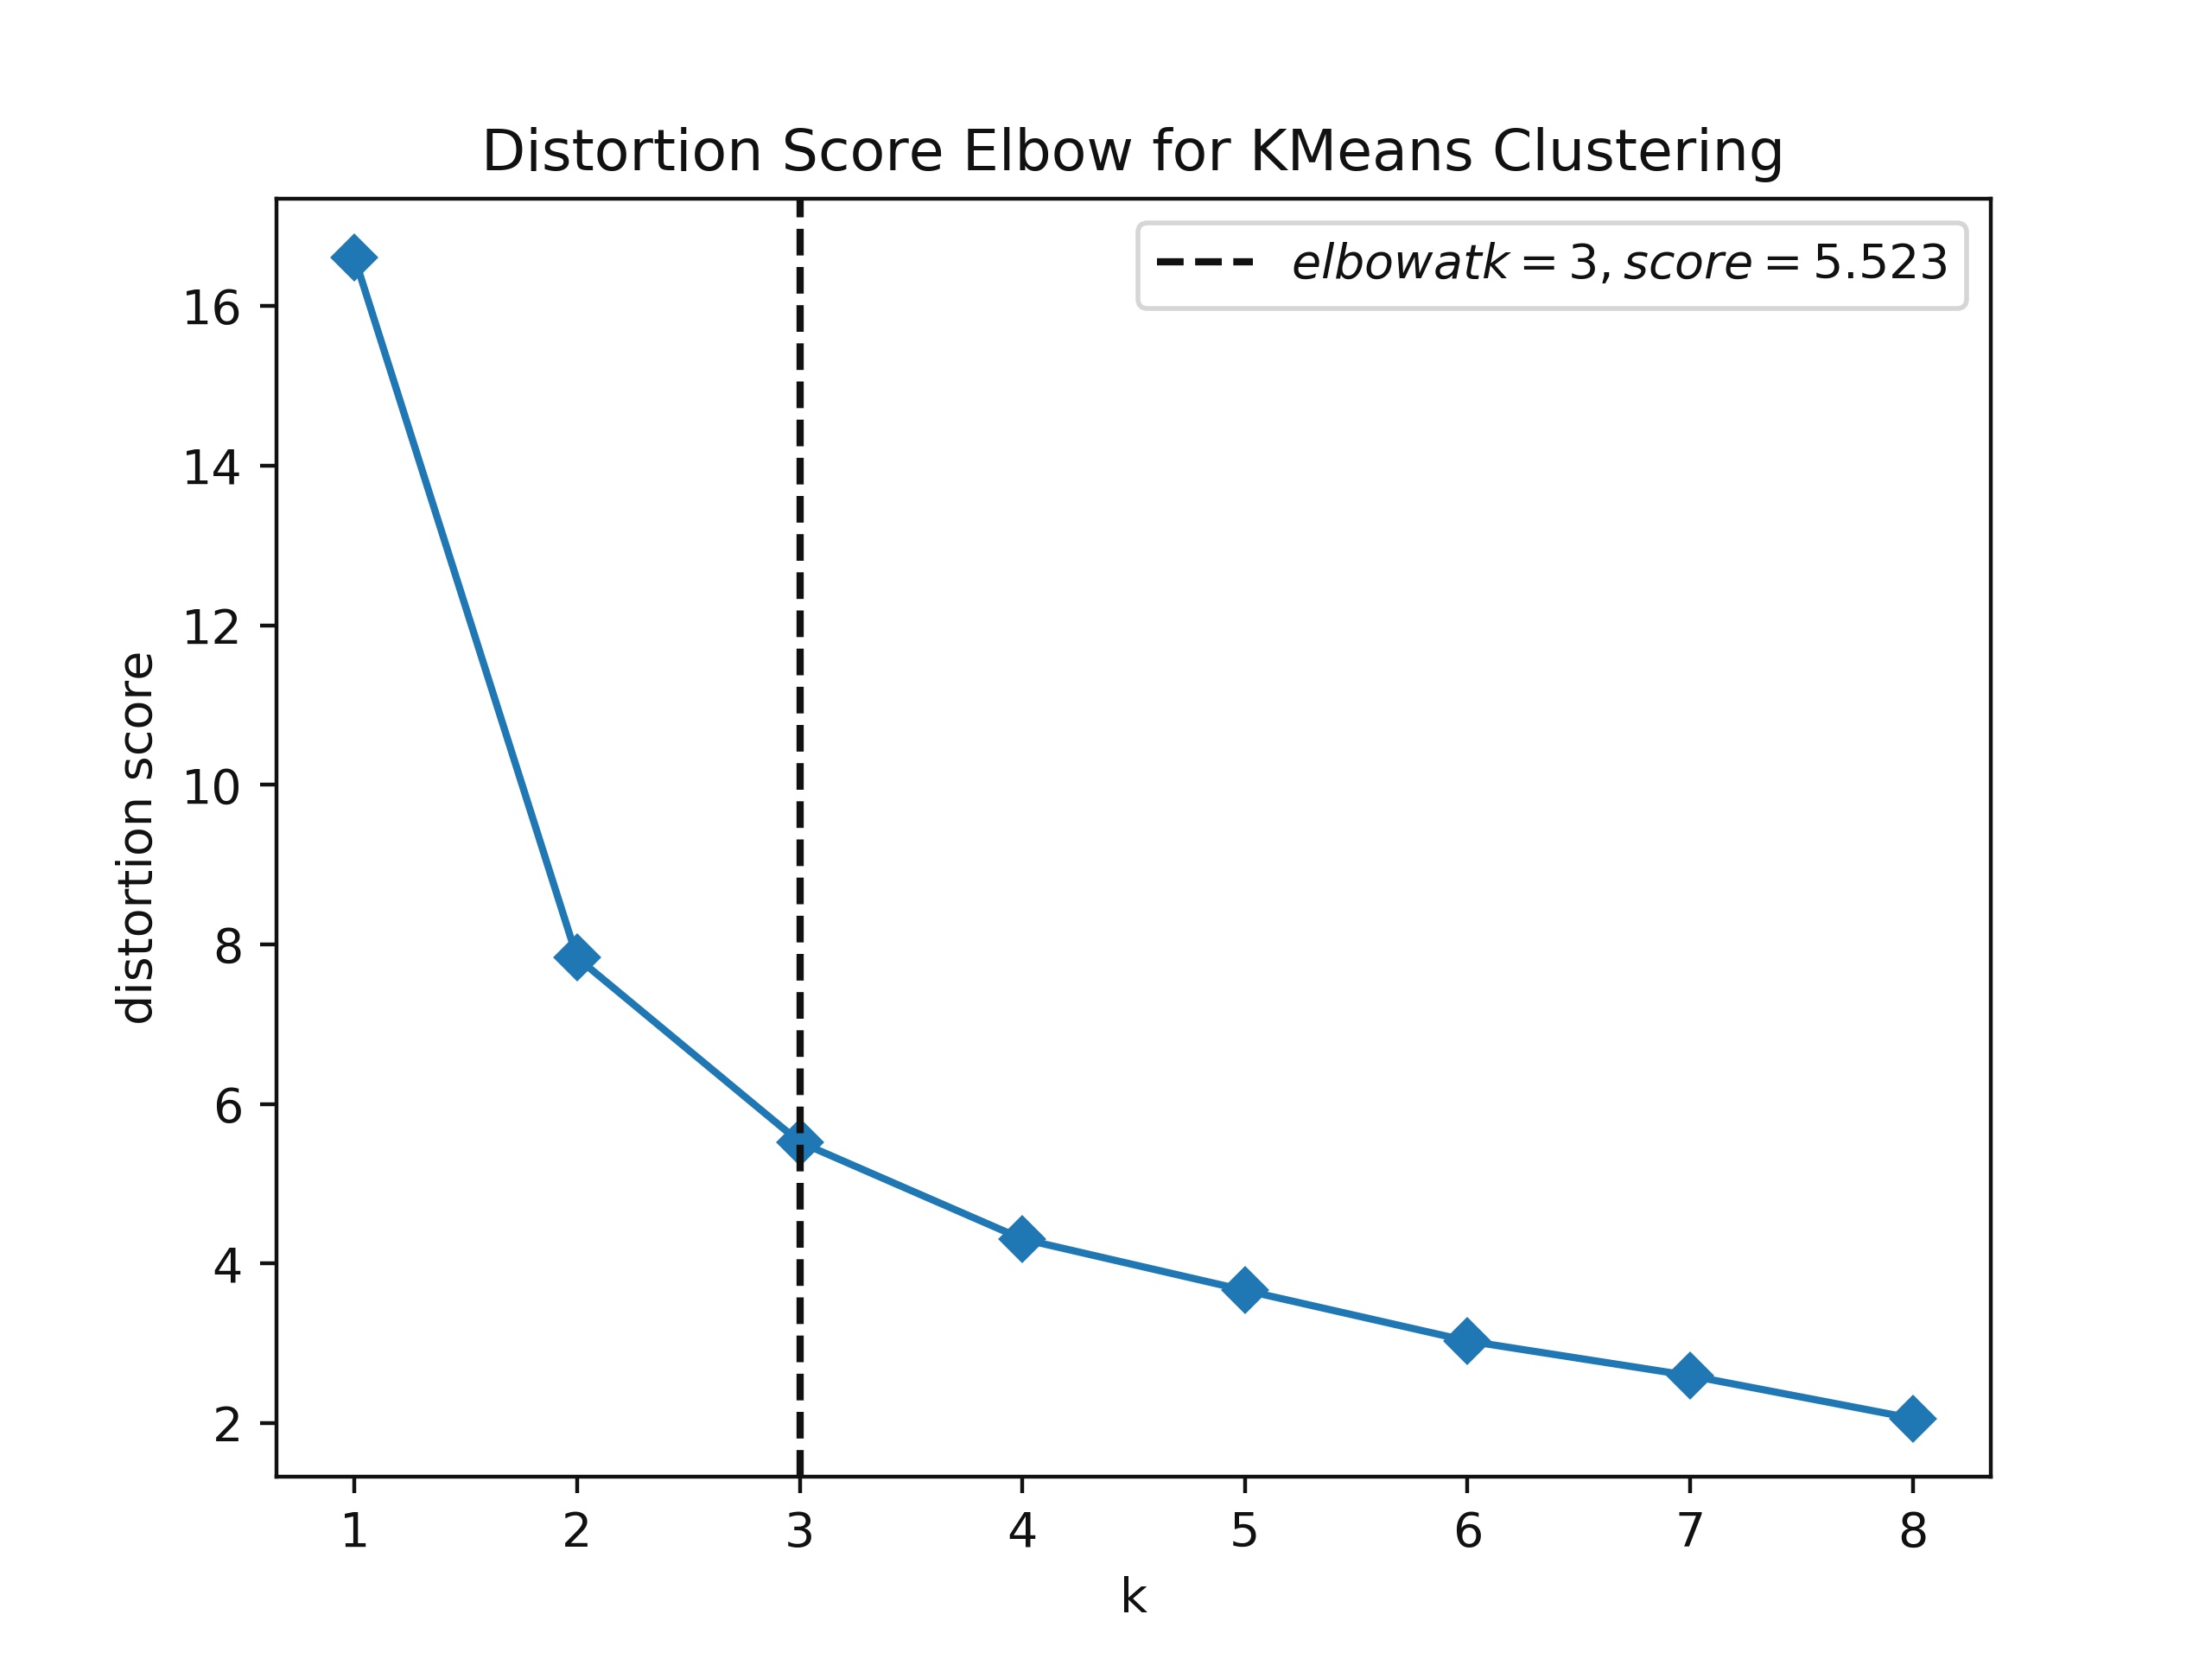 Distortion Score Elbow for KMeans Clustering
elbowatk = 3, score = 5.523
distortion score
16
14
12
10
8
6
4
2
1 2 3 4 5 6 7 8
k